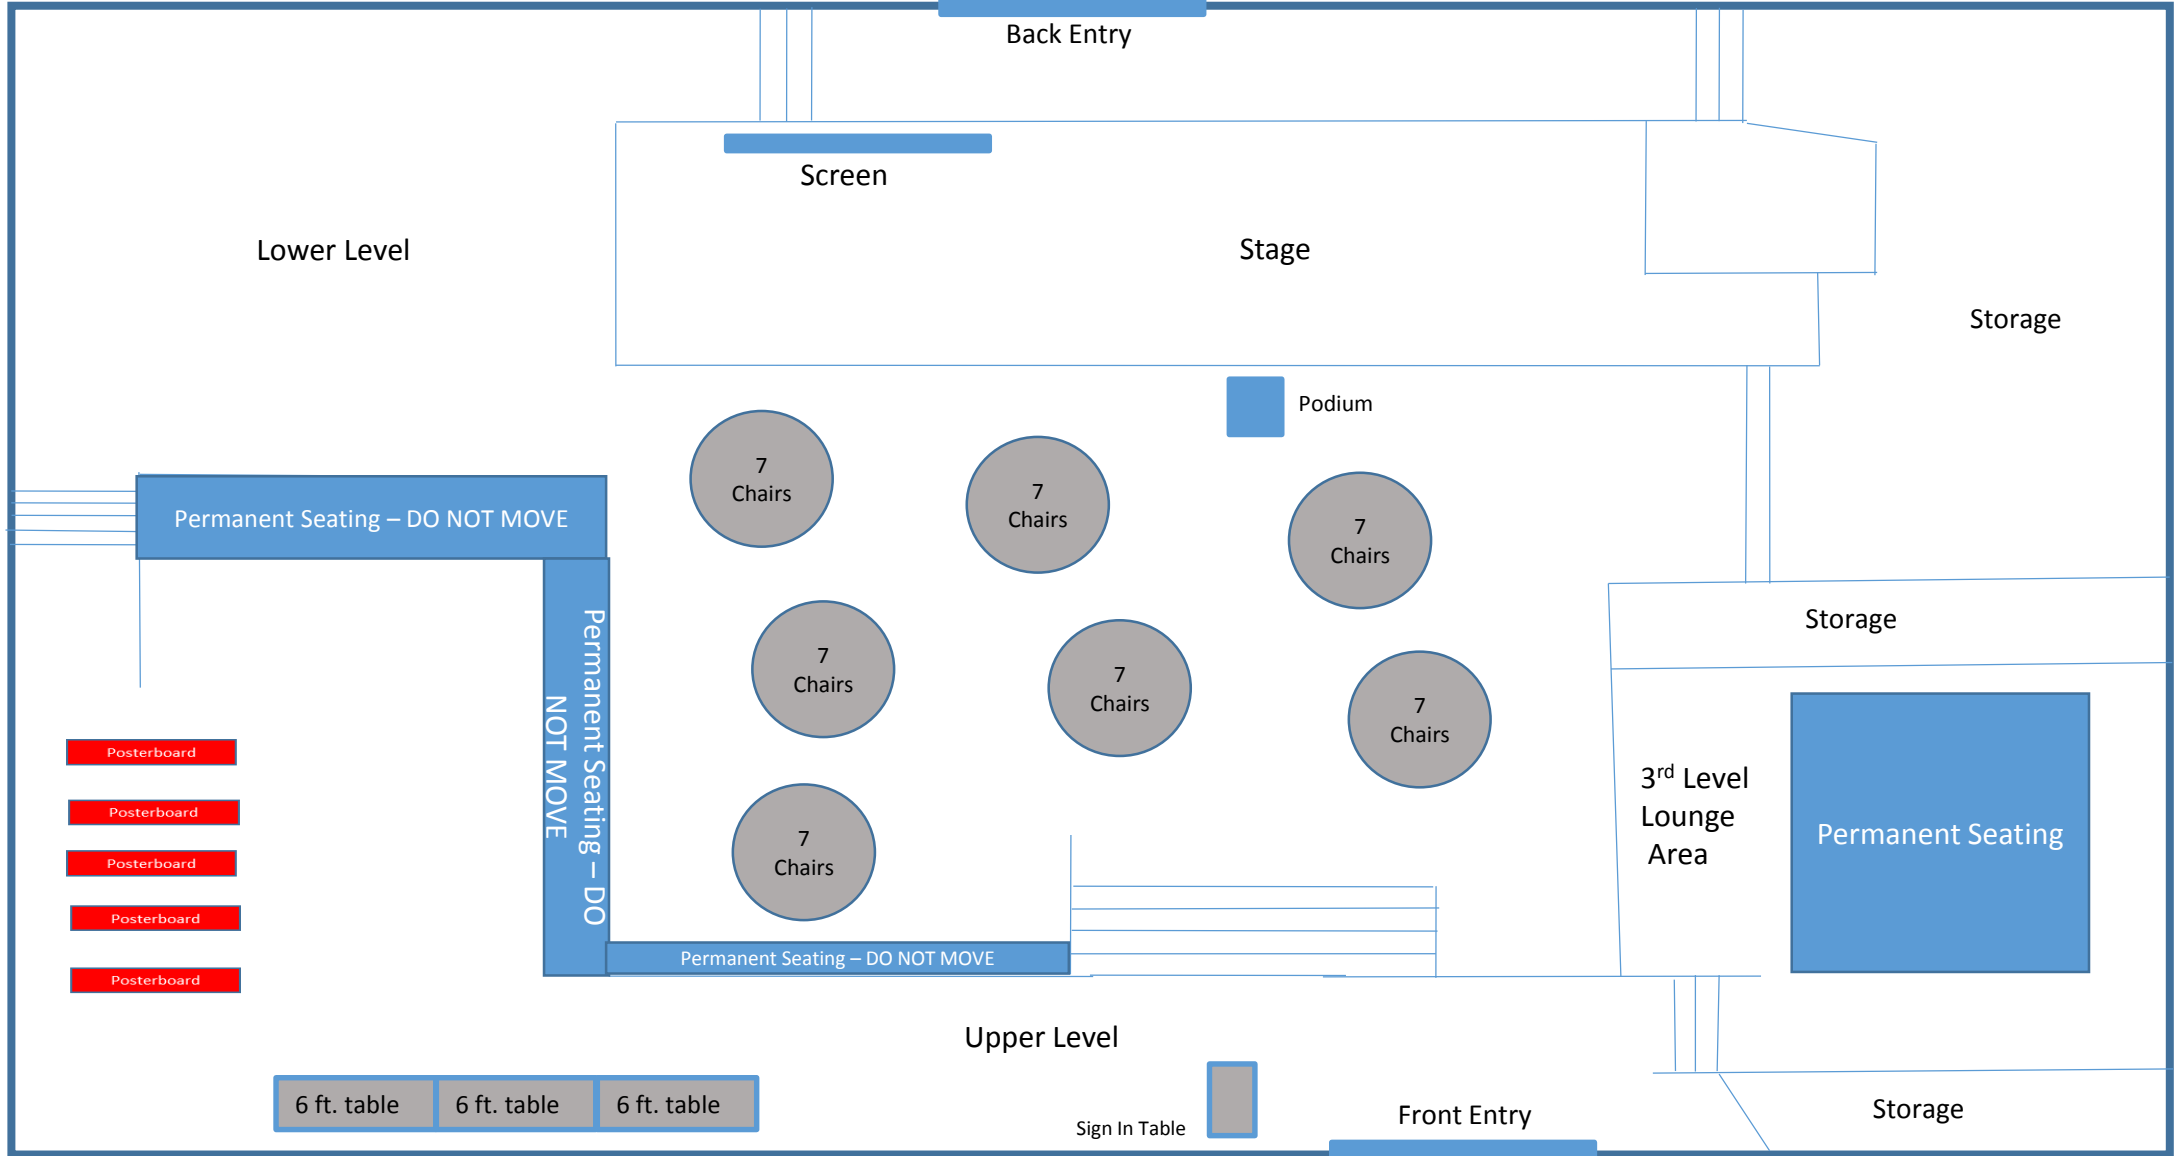 Back Entry
Screen
Lower Level
Stage
Storage
Podium
7
Chairs
7
Chairs
7
Chairs
Permanent Seating – DO NOT MOVE
Permanent Seating – DO
NOT MOVE
7
Chairs
7
Chairs
7
Chairs
Storage
Posterboard
Posterboard
Posterboard
Posterboard
Posterboard
3rd Level
Lounge
Area
Permanent Seating
7
Chairs
Permanent Seating – DO NOT MOVE
Upper Level
6 ft. table
6 ft. table
6 ft. table
Sign In Table
Front Entry
Storage